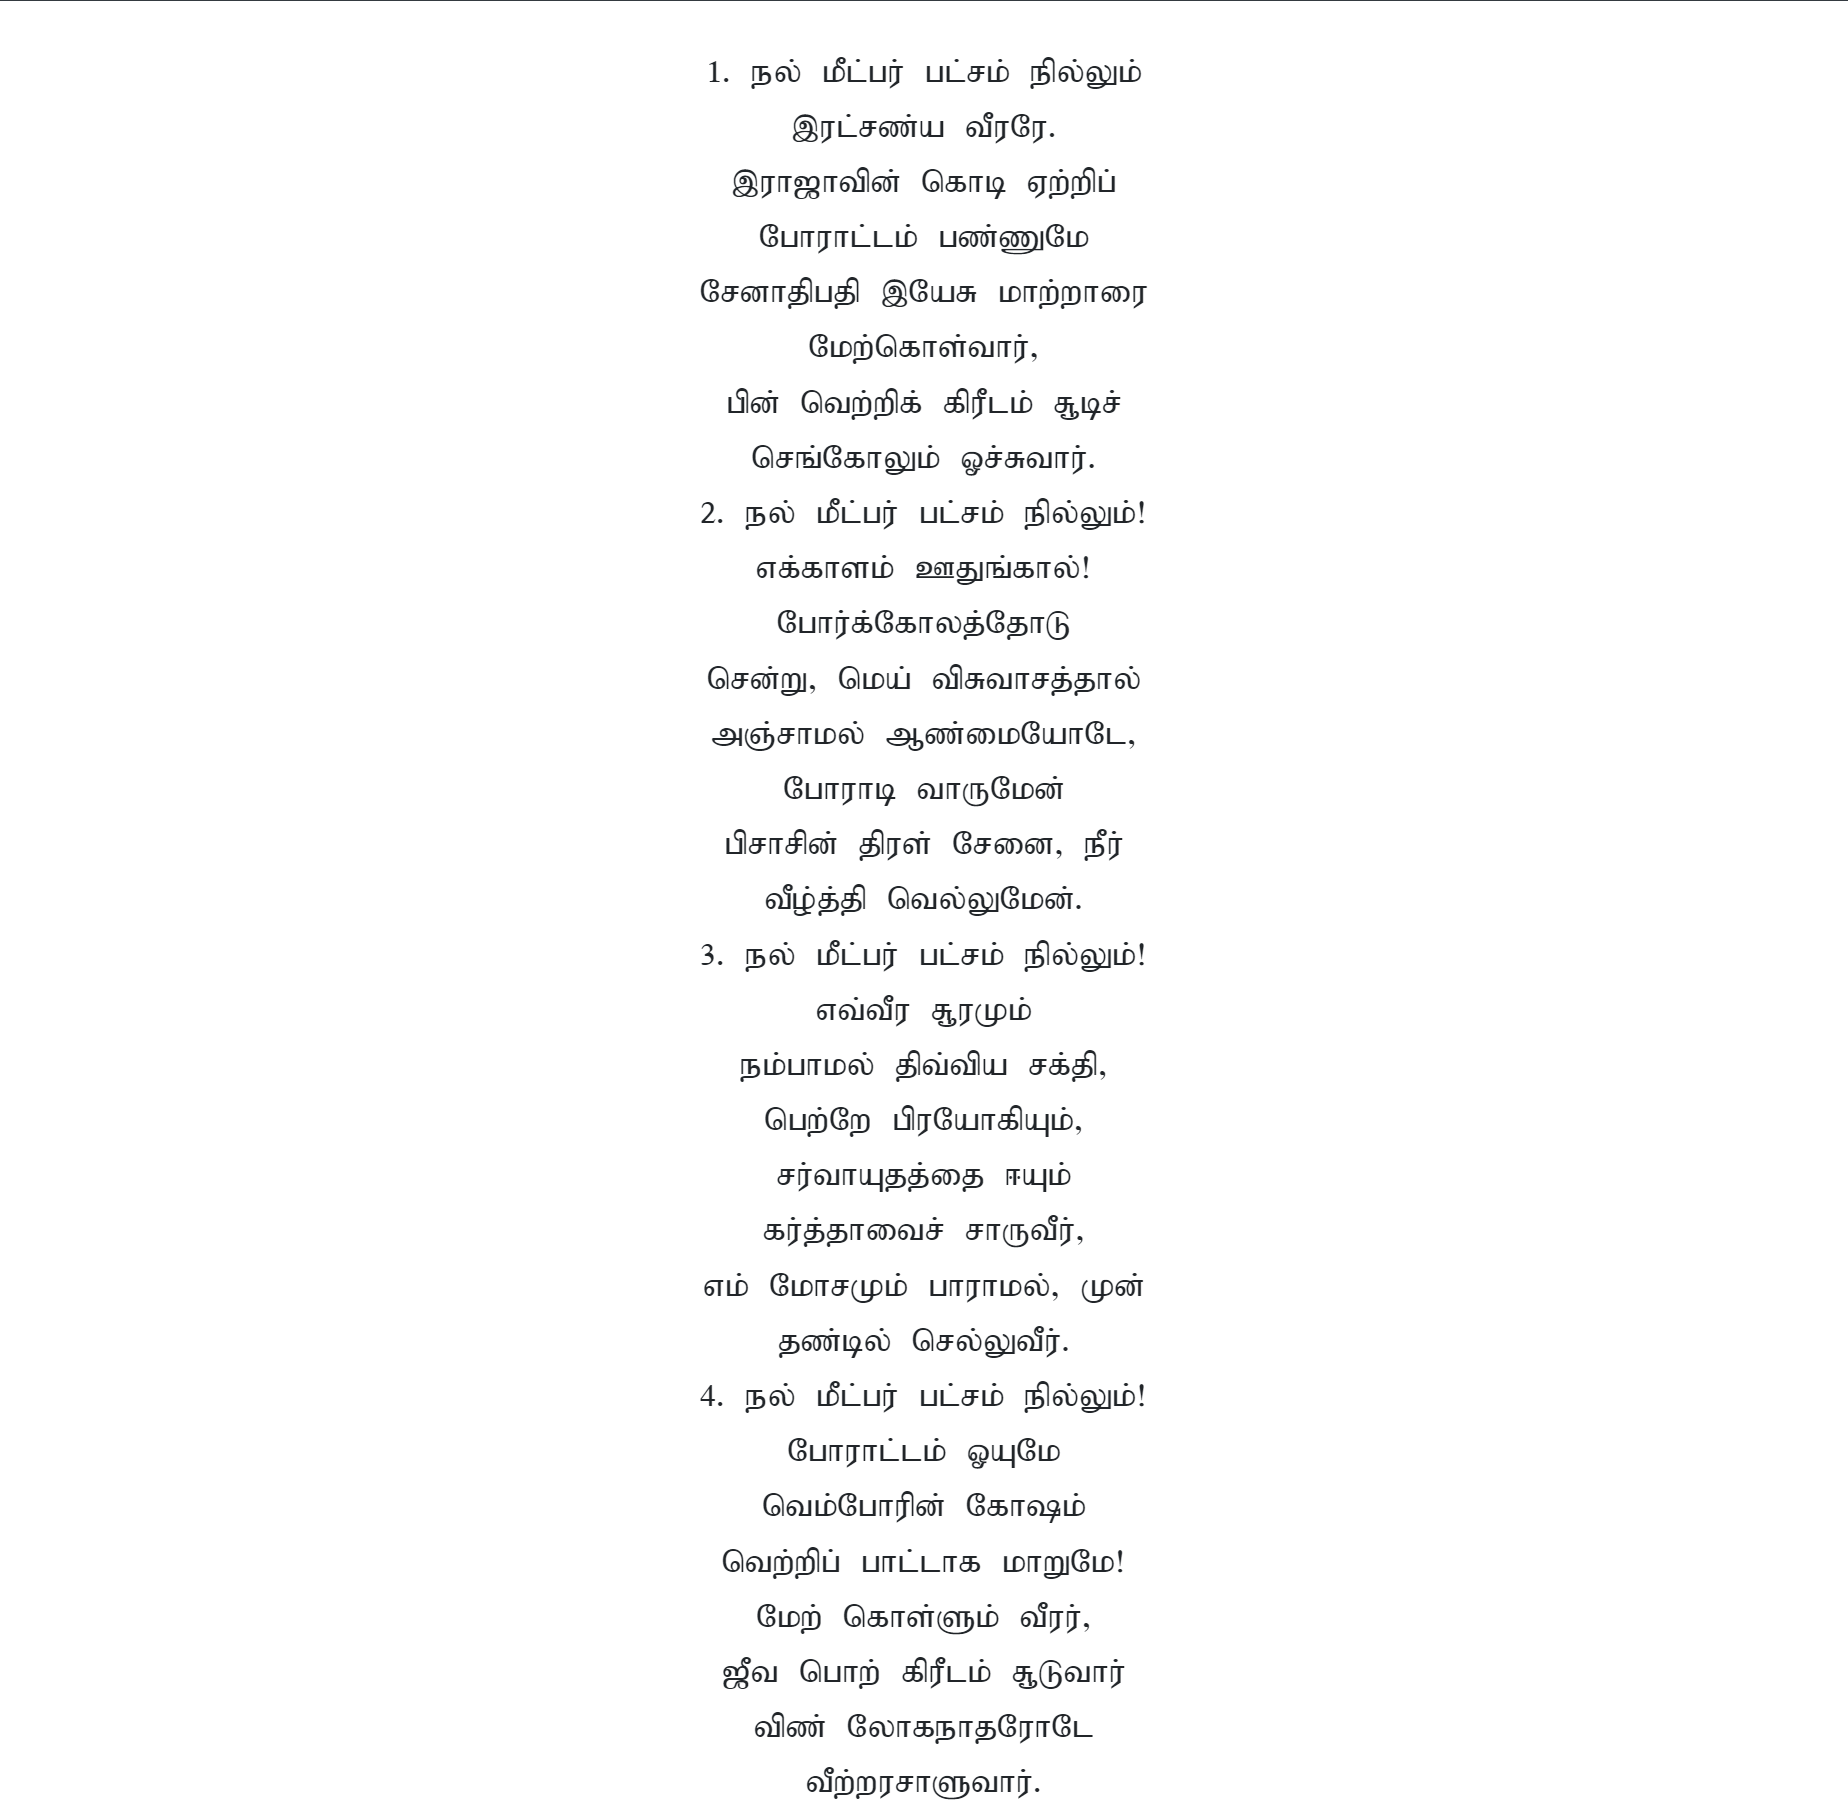 1. நல் மீட்பர் பட்சம் நில்லும்
இரட்சண்ய வீரரே.
இராஜாவின் கொடி ஏற்றிப்
போராட்டம் பண்ணுமே
சேனாதிபதி இயேசு மாற்றாரை
மேற்கொள்வார்,
பின் வெற்றிக் கிரீடம் சூடிச்
செங்கோலும் ஓச்சுவார்.
2. நல் மீட்பர் பட்சம் நில்லும்!
எக்காளம் ஊதுங்கால்!
போர்க்கோலத்தோடு
சென்று, மெய் விசுவாசத்தால்
அஞ்சாமல் ஆண்மையோடே,
போராடி வாருமேன்
பிசாசின் திரள் சேனை, நீர்
வீழ்த்தி வெல்லுமேன்.
3. நல் மீட்பர் பட்சம் நில்லும்!
எவ்வீர சூரமும்
நம்பாமல் திவ்விய சக்தி,
பெற்றே பிரயோகியும்,
சர்வாயுதத்தை ஈயும்
கர்த்தாவைச் சாருவீர்,
எம் மோசமும் பாராமல், முன்
தண்டில் செல்லுவீர்.
4. நல் மீட்பர் பட்சம் நில்லும்!
போராட்டம் ஓயுமே
வெம்போரின் கோஷம்
வெற்றிப் பாட்டாக மாறுமே!
மேற் கொள்ளும் வீரர்,
ஜீவ பொற் கிரீடம் சூடுவார்
விண் லோகநாதரோடே
வீற்றரசாளுவார்.